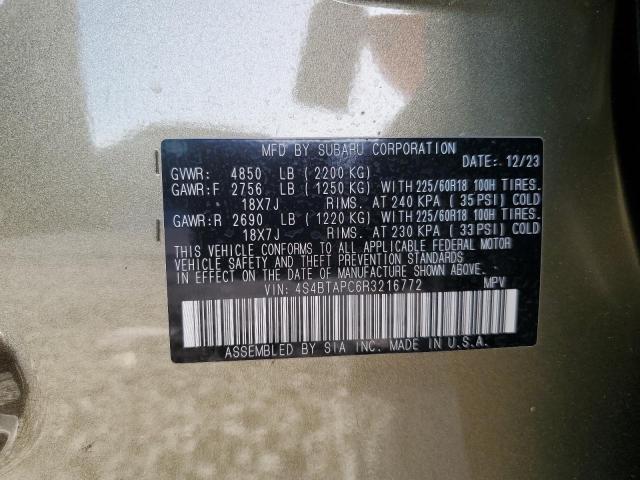 MFD BY SUBARU CORPORATION
DATE: 12/23
GVWR: 4850 LB (2200 KG)
GAWR:F 2756 LB (1250 KG) WITH 225/60R18 100H TIRES.
18X7J RIMS. AT 240 KPA (35 PSI) COLD
GAWR:R 2690 LB (1220 KG) WITH 225/60R18 100H TIRES.
18X7J RIMS. AT 230 KPA (33 PSI) COLD
THIS VEHICLE CONFORMS TO ALL APPLICABLE FEDERAL MOTOR
VEHICLE SAFETY AND THEFT PREVENTION STANDARDS
IN EFFECT ON THE DATE OF MANUFACTURE SHOWN ABOVE.
VIN: 4S4BTAPC6R3216772 MPV
ASSEMBLED BY SIA INC. MADE IN U.S.A.